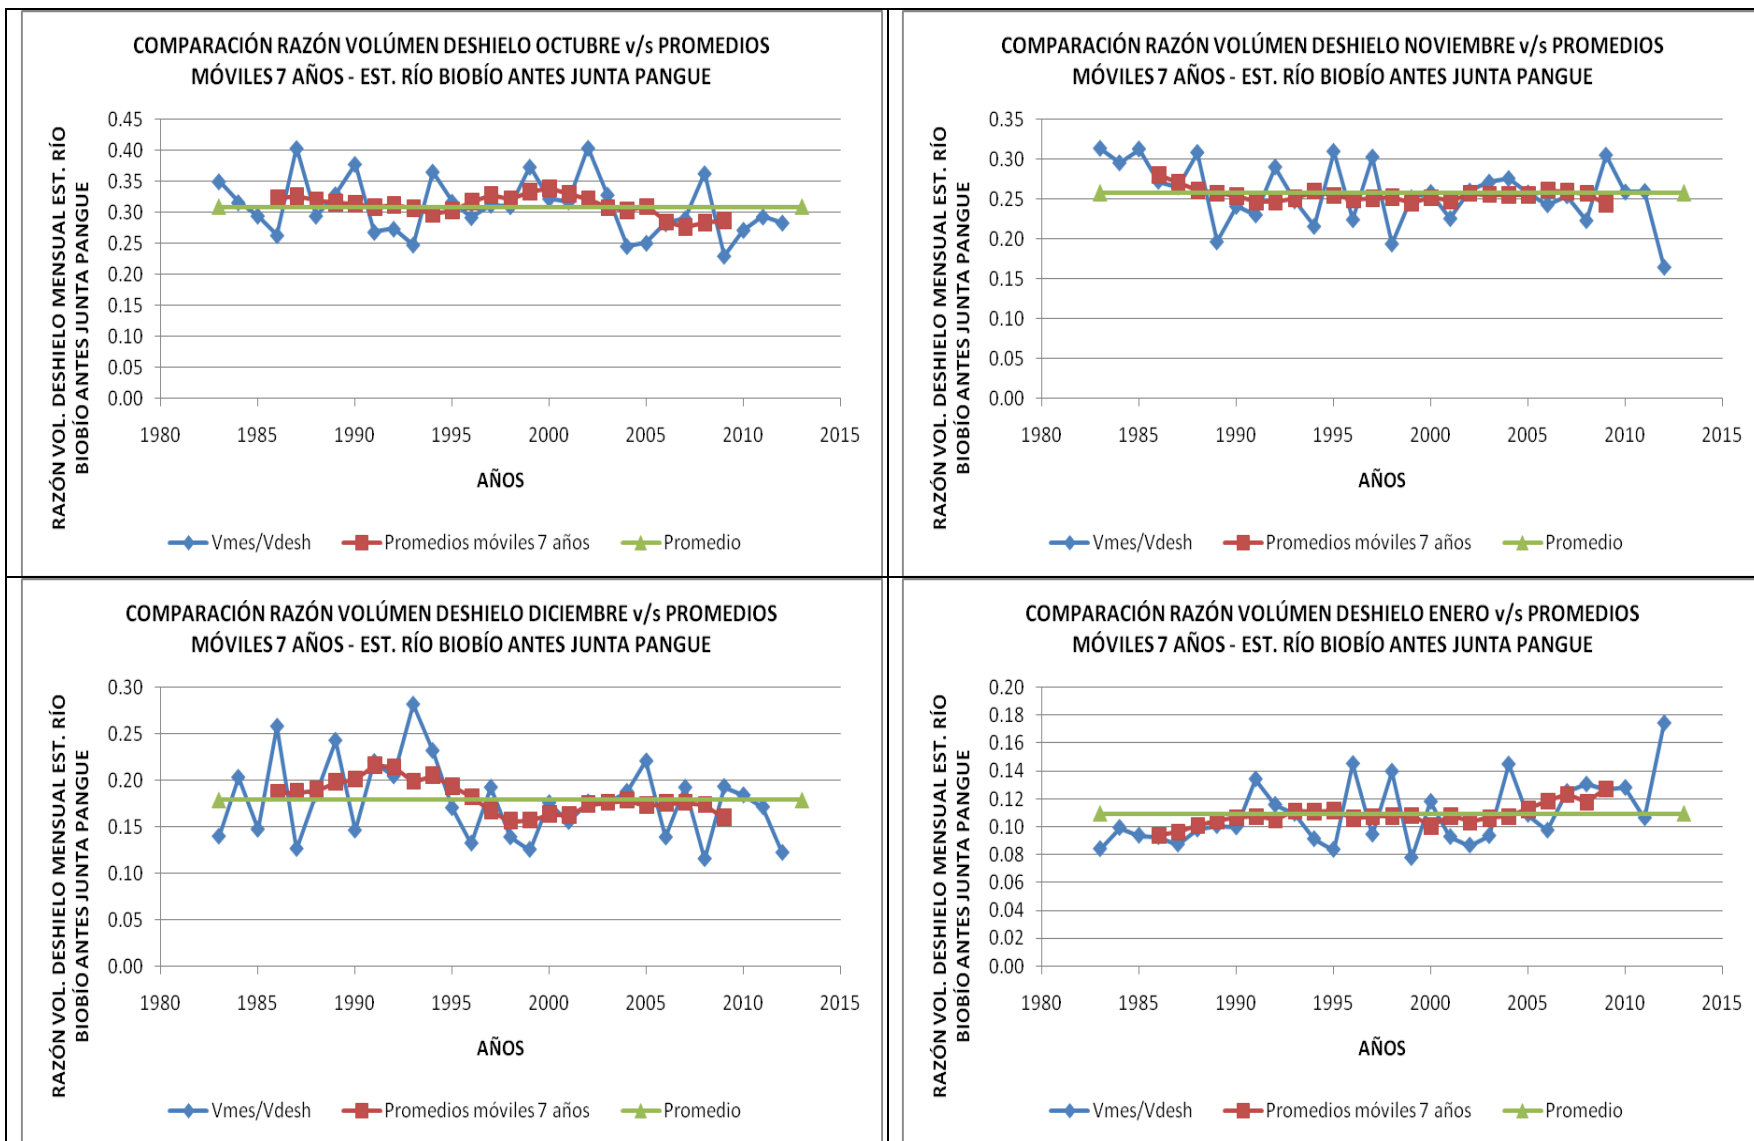 COMPARACIÓN RAZÓN VOLÚMEN DESHIELO OCTUBRE v/s PROMEDIOS
MÓVILES 7 AÑOS - EST. RÍO BIOBÍO ANTES JUNTA PANGUE
RAZÓN VOL. DESHIELO MENSUAL EST. RÍO
BIOBÍO ANTES JUNTA PANGUE
0.45
0.40
0.35
0.30
0.25
0.20
0.15
0.10
0.05
0.00
1980 1985 1990 1995 2000 2005 2010 2015
AÑOS
Vmes/Vdesh Promedios móviles 7 años Promedio
COMPARACIÓN RAZÓN VOLÚMEN DESHIELO NOVIEMBRE v/s PROMEDIOS
MÓVILES 7 AÑOS - EST. RÍO BIOBÍO ANTES JUNTA PANGUE
RAZÓN VOL. DESHIELO MENSUAL EST. RÍO
BIOBÍO ANTES JUNTA PANGUE
0.35
0.30
0.25
0.20
0.15
0.10
0.05
0.00
1980 1985 1990 1995 2000 2005 2010 2015
AÑOS
Vmes/Vdesh Promedios móviles 7 años Promedio
COMPARACIÓN RAZÓN VOLÚMEN DESHIELO DICIEMBRE v/s PROMEDIOS
MÓVILES 7 AÑOS - EST. RÍO BIOBÍO ANTES JUNTA PANGUE
RAZÓN VOL. DESHIELO MENSUAL EST. RÍO
BIOBÍO ANTES JUNTA PANGUE
0.30
0.25
0.20
0.15
0.10
0.05
0.00
1980 1985 1990 1995 2000 2005 2010 2015
AÑOS
Vmes/Vdesh Promedios móviles 7 años Promedio
COMPARACIÓN RAZÓN VOLÚMEN DESHIELO ENERO v/s PROMEDIOS
MÓVILES 7 AÑOS - EST. RÍO BIOBÍO ANTES JUNTA PANGUE
RAZÓN VOL. DESHIELO MENSUAL EST. RÍO
BIOBÍO ANTES JUNTA PANGUE
0.20
0.18
0.16
0.14
0.12
0.10
0.08
0.06
0.04
0.02
0.00
1980 1985 1990 1995 2000 2005 2010 2015
AÑOS
Vmes/Vdesh Promedios móviles 7 años Promedio